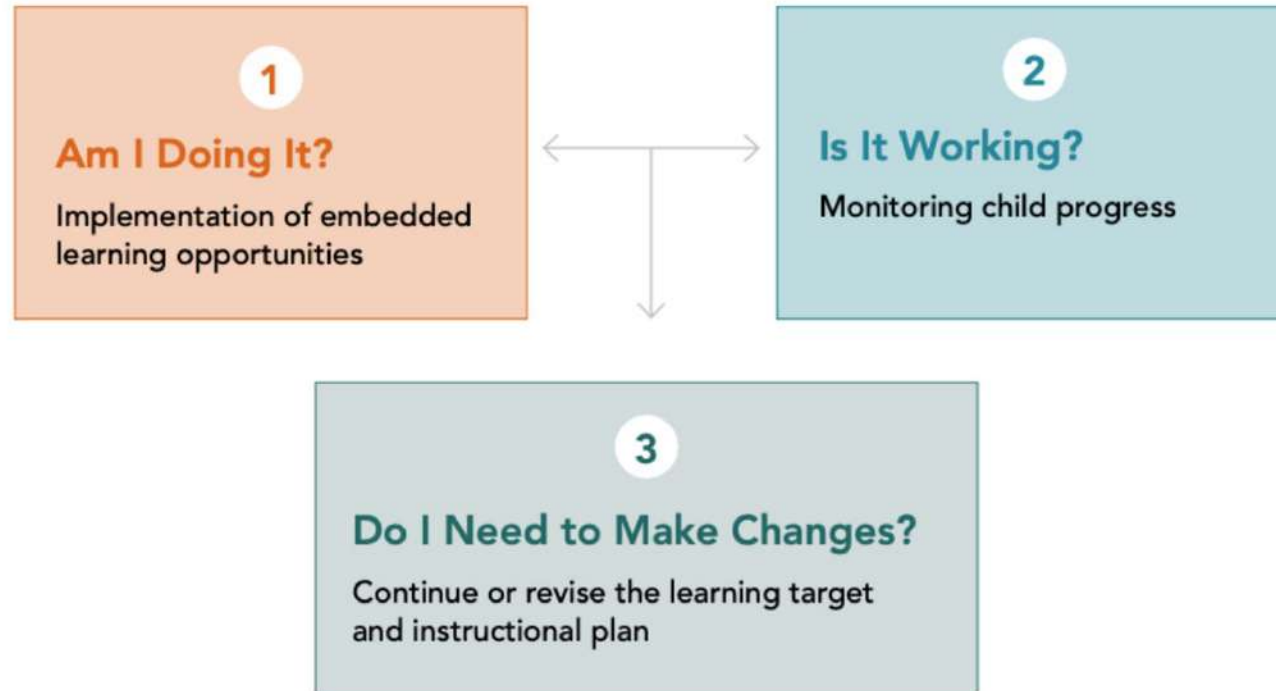 1
Am I Doing It?
Implementation of embedded
learning opportunities
2
Is It Working?
Monitoring child progress
3
Do I Need to Make Changes?
Continue or revise the learning target
and instructional plan